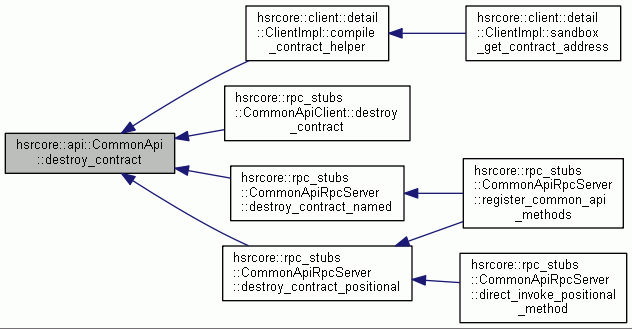 hsrcore::client::detail
::ClientImpl::compile
_contract_helper
hsrcore::client::detail
::ClientImpl::sandbox
_get_contract_address
hsrcore::rpc_stubs
::CommonApiClient::destroy
_contract
hsrcore::api::CommonApi
::destroy_contract
hsrcore::rpc_stubs
::CommonApiRpcServer
::destroy_contract_named
hsrcore::rpc_stubs
::CommonApiRpcServer
::register_common_api
_methods
hsrcore::rpc_stubs
::CommonApiRpcServer
::destroy_contract_positional
hsrcore::rpc_stubs
::CommonApiRpcServer
::direct_invoke_positional
_method